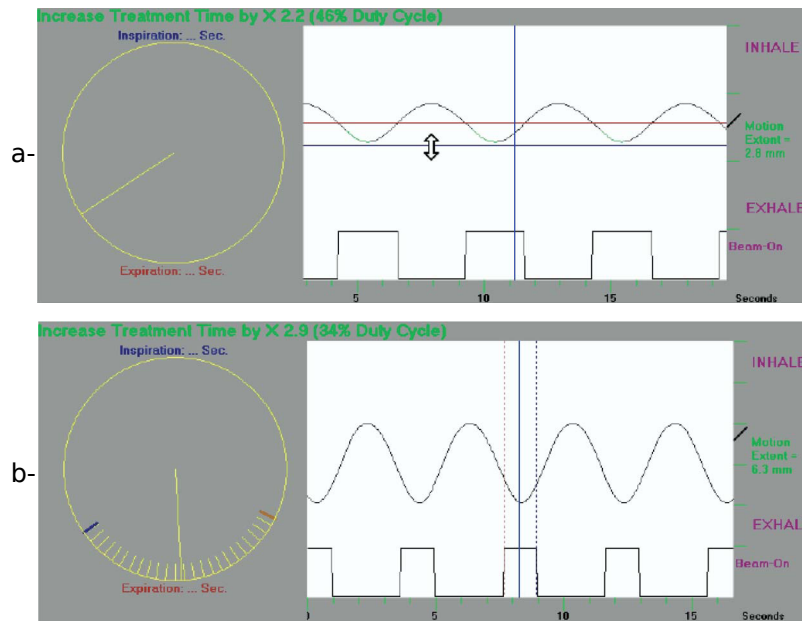 Increase Treatment Time by X 2.2 (46% Duty Cycle)
Inspiration: ... Sec.
INHALE
a-
Motion
Extent =
2.8 mm
EXHALE
Expiration: ... Sec.
Beam-On
5
10
15
Seconds
Increase Treatment Time by X 2.9 (34% Duty Cycle)
Inspiration: ... Sec.
INHALE
b-
Motion
Extent =
6.3 mm
EXHAL
Expiration: ... Sec.
Beam-On
5
10
15
Seconds